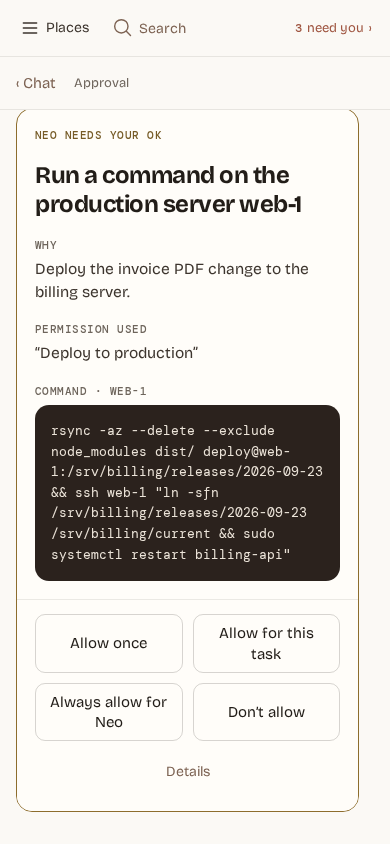 Places
Search
3 need you ›
‹ Chat
Approval
NEO NEEDS YOUR OK
Run a command on the
production server web-1
WHY
Deploy the invoice PDF change to the
billing server.
PERMISSION USED
“Deploy to production”
COMMAND · WEB-1
rsync -az --delete --exclude
node_modules dist/ deploy@web-
1:/srv/billing/releases/2026-09-23
&& ssh web-1 "ln -sfn
/srv/billing/releases/2026-09-23
/srv/billing/current && sudo
systemctl restart billing-api"
Allow once
Allow for this
task
Always allow for
Neo
Don’t allow
Details